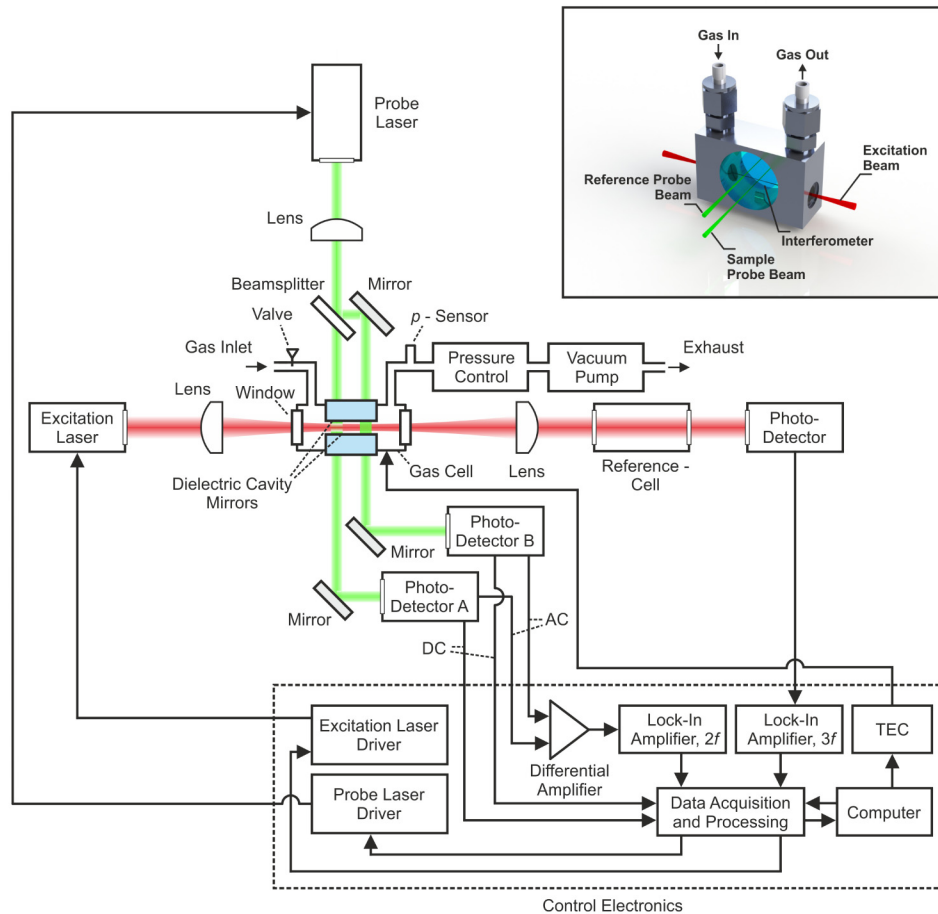 Gas In
Gas Out
Excitation
Beam
Reference Probe
Beam
Interferometer
Sample
Probe Beam
Probe
Laser
Lens
Beamsplitter
Mirror
Valve
p - Sensor
Gas Inlet
Pressure
Control
Vacuum
Pump
Exhaust
Lens
Window
Excitation
Laser
Photo-
Detector
Dielectric Cavity
Mirrors
Gas Cell
Lens
Reference -
Cell
Mirror
Photo-
Detector B
Mirror
Photo-
Detector A
AC
DC
Excitation Laser
Driver
Probe Laser
Driver
Differential
Amplifier
Lock-In
Amplifier, 2f
Lock-In
Amplifier, 3f
TEC
Data Acquisition
and Processing
Computer
Control Electronics